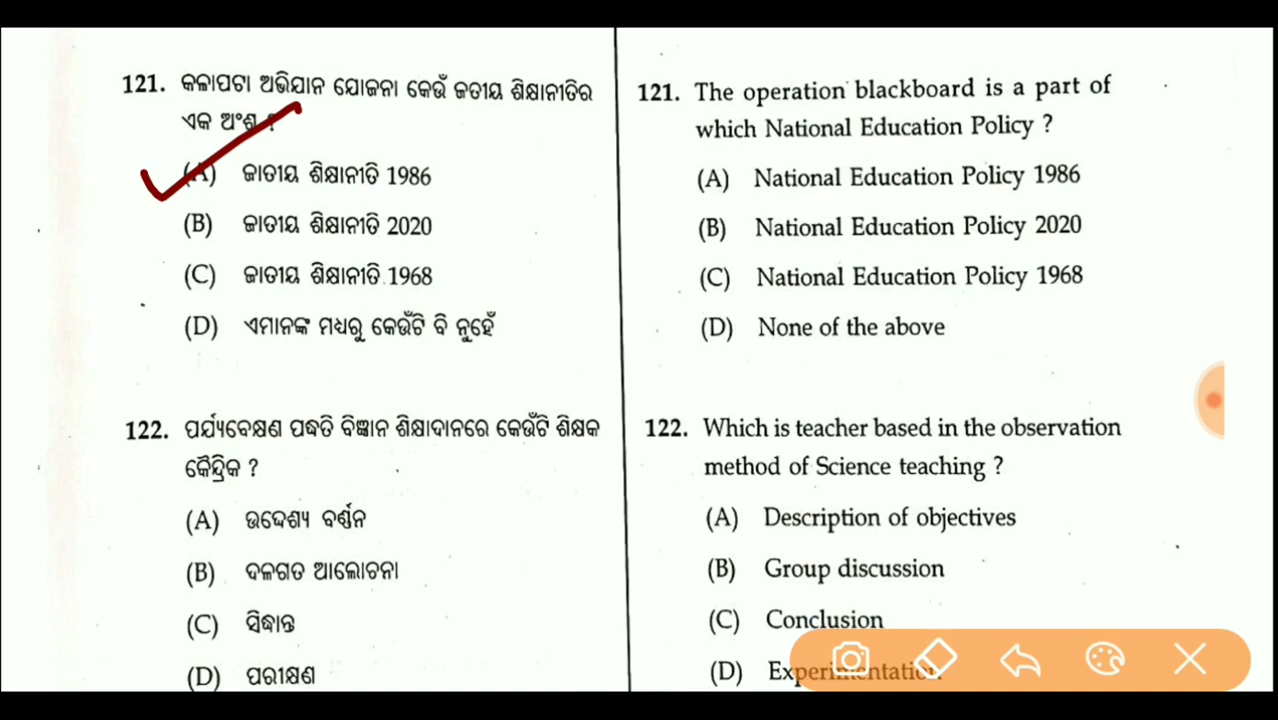 121. କଳାପଟା ଅଭିଯାନ ଯୋଜନା କେଉଁ ଜତୀୟ ଶିକ୍ଷାନୀତିର
ଏକ ଅଂଶ ?
(A) ଜାତୀୟ ଶିକ୍ଷାନୀତି 1986
(B) ଜାତୀୟ ଶିକ୍ଷାନୀତି 2020
(C) ଜାତୀୟ ଶିକ୍ଷାନୀତି 1968
(D) ଏମାନଙ୍କ ମଧ୍ୟରୁ କେଉଁଟି ବି ନୁହେଁ
122. ପର୍ଯ୍ୟବେକ୍ଷଣ ପଦ୍ଧତି ବିଜ୍ଞାନ ଶିକ୍ଷାଦାନରେ କେଉଁଟି ଶିକ୍ଷକ
କୈନ୍ଦ୍ରିକ ?
(A) ଉଦ୍ଦେଶ୍ୟ ବର୍ଣ୍ଣନ
(B) ଦଳଗତ ଆଲୋଚନା
(C) ସିଦ୍ଧାନ୍ତ
(D) ପରୀକ୍ଷଣ
121. The operation blackboard is a part of
which National Education Policy ?
(A) National Education Policy 1986
(B) National Education Policy 2020
(C) National Education Policy 1968
(D) None of the above
122. Which is teacher based in the observation
method of Science teaching ?
(A) Description of objectives
(B) Group discussion
(C) Conclusion
(D) Experimentation